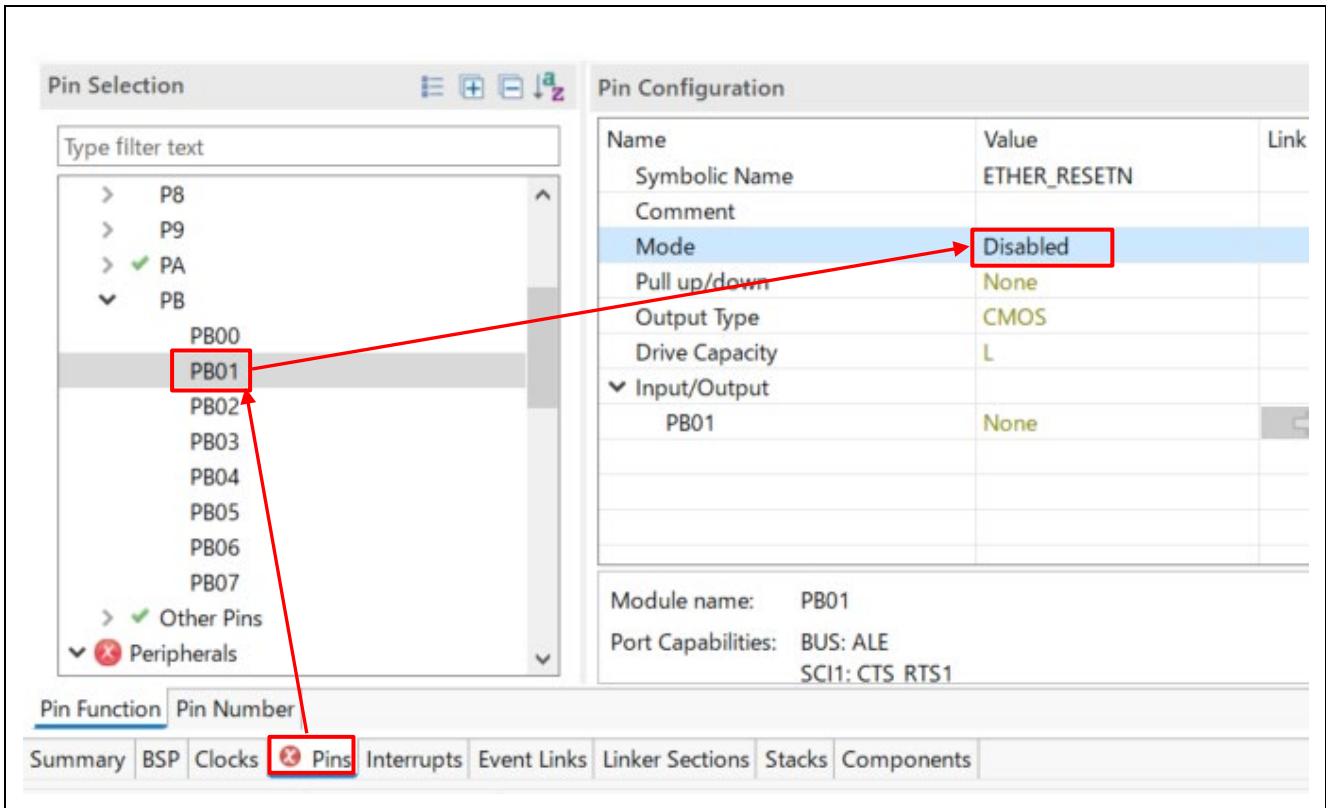 Pin Selection
Type filter text
P8
P9
PA
PB
PB00
PB01
PB02
PB03
PB04
PB05
PB06
PB07
Other Pins
Peripherals
Pin Configuration
Name Value Link
Symbolic Name ETHER_RESETN
Comment
Mode Disabled
Pull up/down None
Output Type CMOS
Drive Capacity L
Input/Output
PB01 None
Module name: PB01
Port Capabilities: BUS: ALE
SCI1: CTS_RTS1
Pin Function Pin Number
Summary BSP Clocks Pins Interrupts Event Links Linker Sections Stacks Components